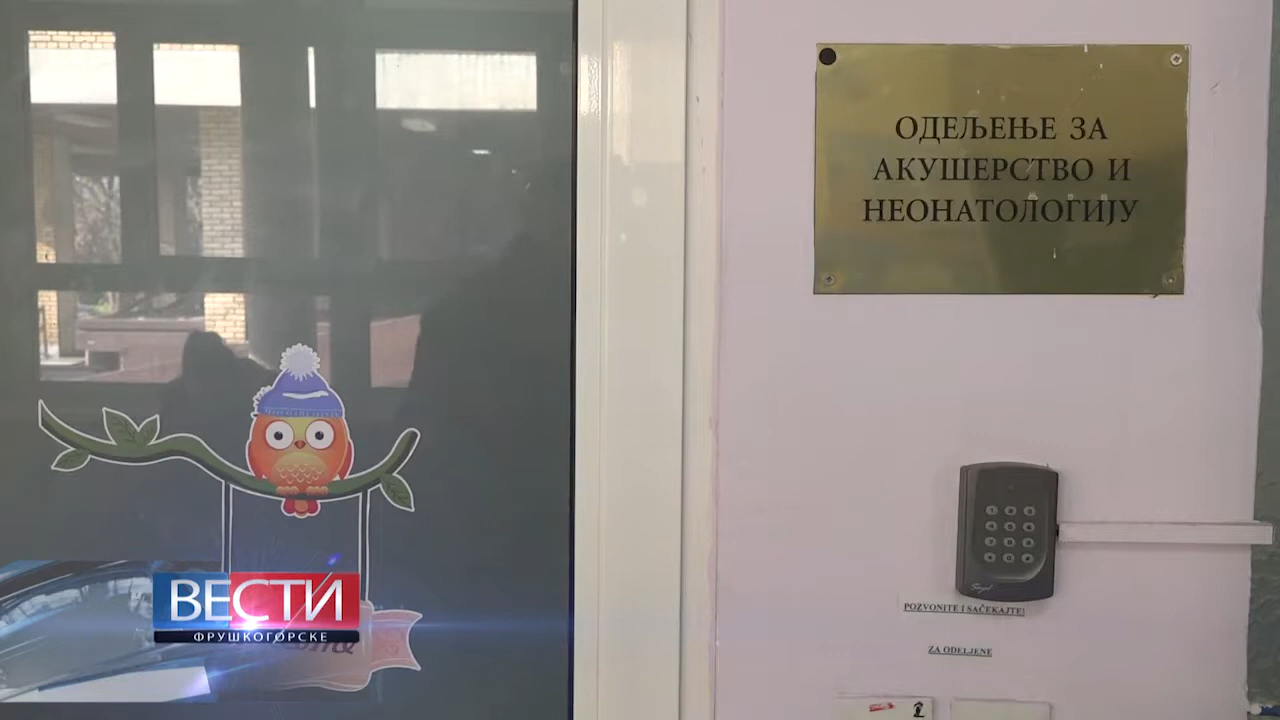 ОДЕЉЕЊЕ ЗА
АКУШЕРСТВО И
НЕОНАТОЛОГИЈУ
POZVONITE I SAČEKAJTE!
ZA ODELJENE
ВЕСТИ
ФРУШКОГОРСКЕ